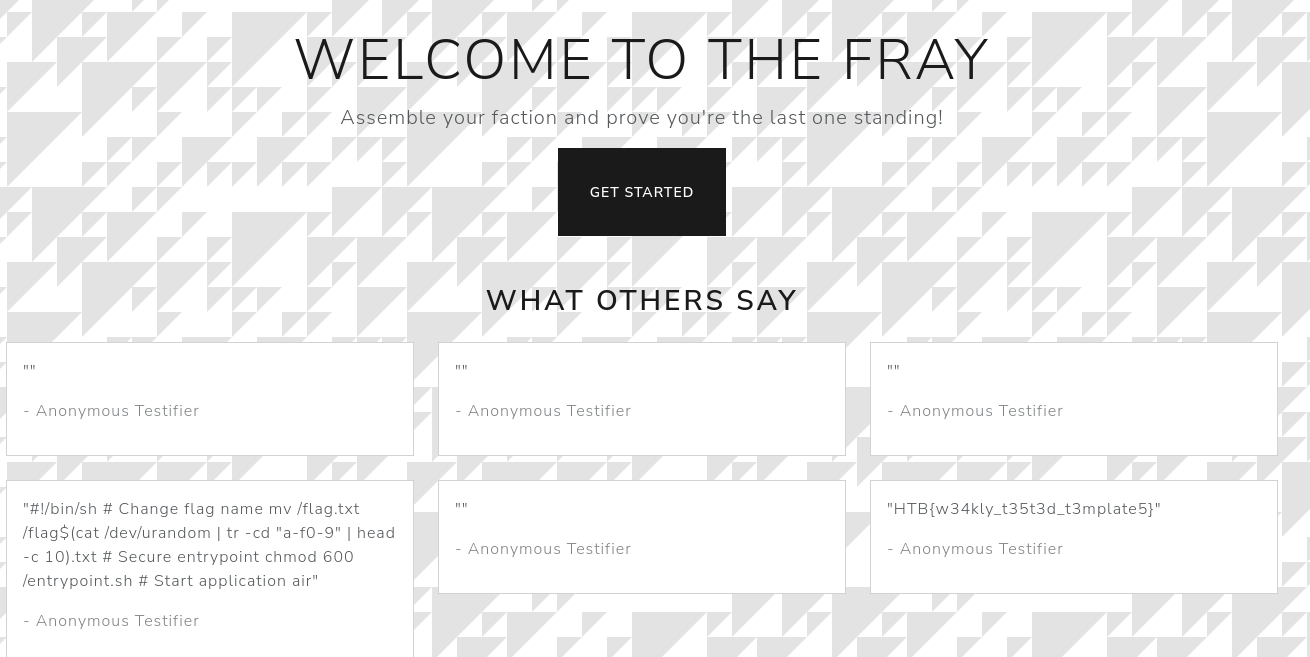 WELCOME TO THE FRAY
Assemble your faction and prove you're the last one standing!
GET STARTED
WHAT OTHERS SAY
""
- Anonymous Testifier
""
- Anonymous Testifier
""
- Anonymous Testifier
"#!/bin/sh # Change flag name mv /flag.txt
/flag$(cat /dev/urandom | tr -cd "a-f0-9" | head
-c 10).txt # Secure entrypoint chmod 600
/entrypoint.sh # Start application air"
- Anonymous Testifier
""
- Anonymous Testifier
"HTB{w34kly_t35t3d_t3mplate5}"
- Anonymous Testifier